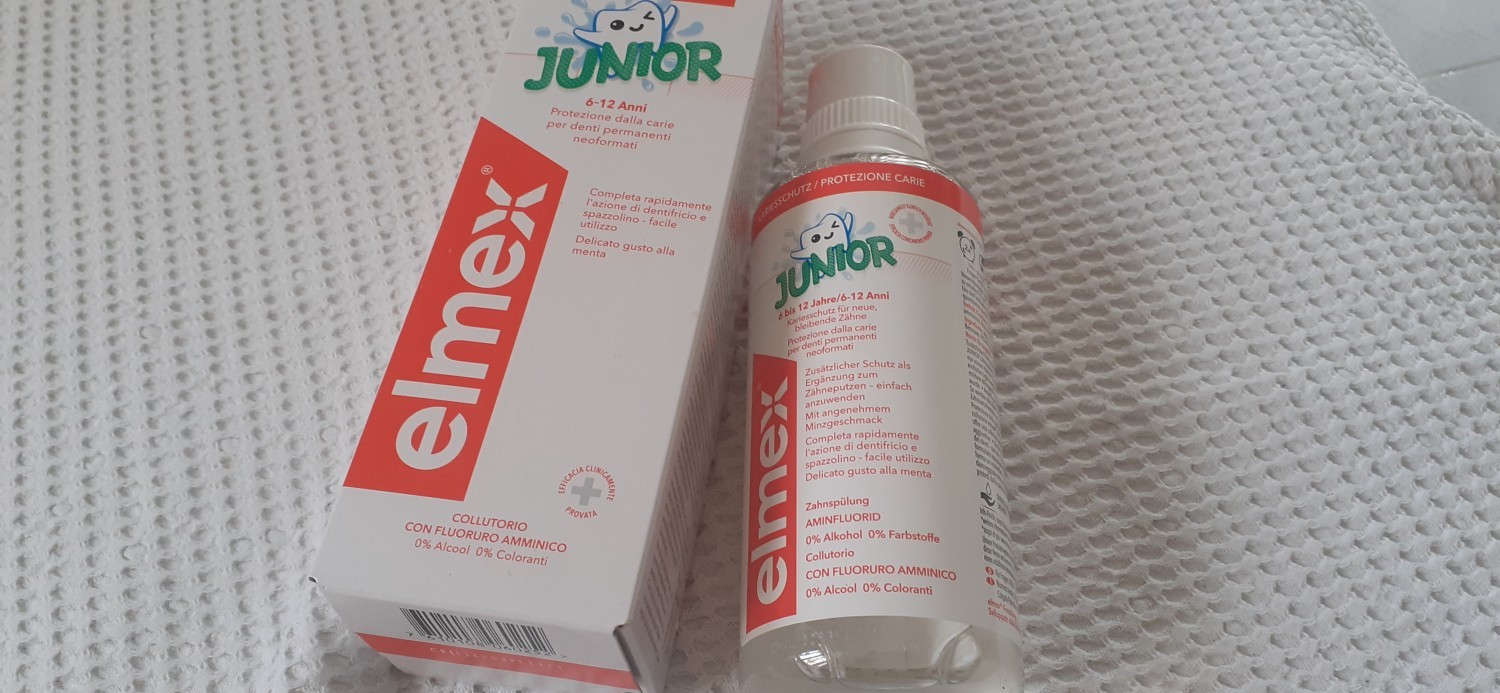 JUNIOR
6-12 Anni
Protezione dalla carie
per denti permanenti
neoformati
elmex®
Completa rapidamente
l'azione di dentifricio e
spazzolino - facile
utilizzo
Delicato gusto alla
menta
EFFICACIA CLINICAMENTE
PROVATA
COLLUTORIO
CON FLUORURO AMMINICO
0% Alcool 0% Coloranti
KARIESSCHUTZ / PROTEZIONE CARIE
JUNIOR
6 bis 12 Jahre/6-12 Anni
Kariesschutz für neue,
bleibende Zähne
Protezione dalla carie
per denti permanenti
neoformati
elmex
Zusätzlicher Schutz als
Ergänzung zum
Zähneputzen – einfach
anzuwenden
Mit angenehmem
Minzgeschmack
Completa rapidamente
l'azione di dentifricio e
spazzolino - facile utilizzo
Delicato gusto alla menta
Zahnspülung
AMINFLUORID
0% Alkohol 0% Farbstoffe
Collutorio
CON FLUORURO AMMINICO
0% Alcool 0% Coloranti